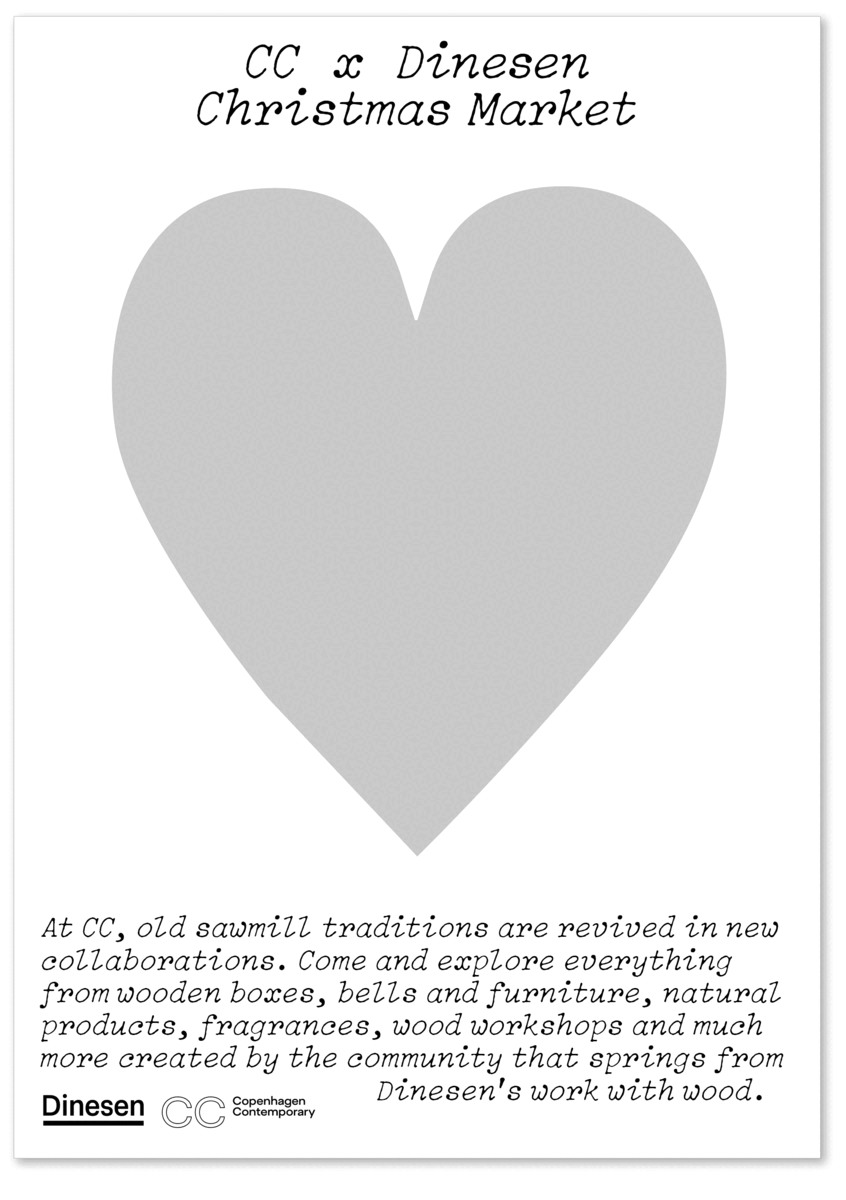 CC x Dinesen
Christmas Market
At CC, old sawmill traditions are revived in new
collaborations. Come and explore everything
from wooden boxes, bells and furniture, natural
products, fragrances, wood workshops and much
more created by the community that springs from
Dinesen's work with wood.
Dinesen
CC
Copenhagen
Contemporary